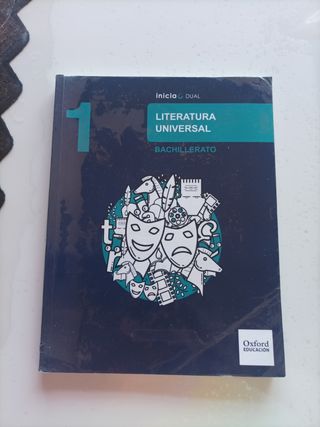 inicia DUAL
1
LITERATURA
UNIVERSAL
BACHILLERATO
Oxford
EDUCACIÓN